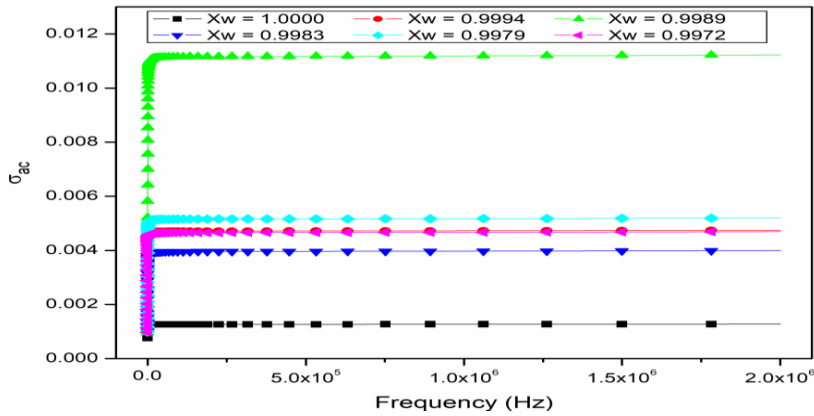 Xw = 1.0000 Xw = 0.9994 Xw = 0.9989
Xw = 0.9983 Xw = 0.9979 Xw = 0.9972
0.012
0.010
0.008
0.006
0.004
0.002
0.000
σac
0.0 5.0x10⁵ 1.0x10⁶ 1.5x10⁶ 2.0x10⁶
Frequency (Hz)